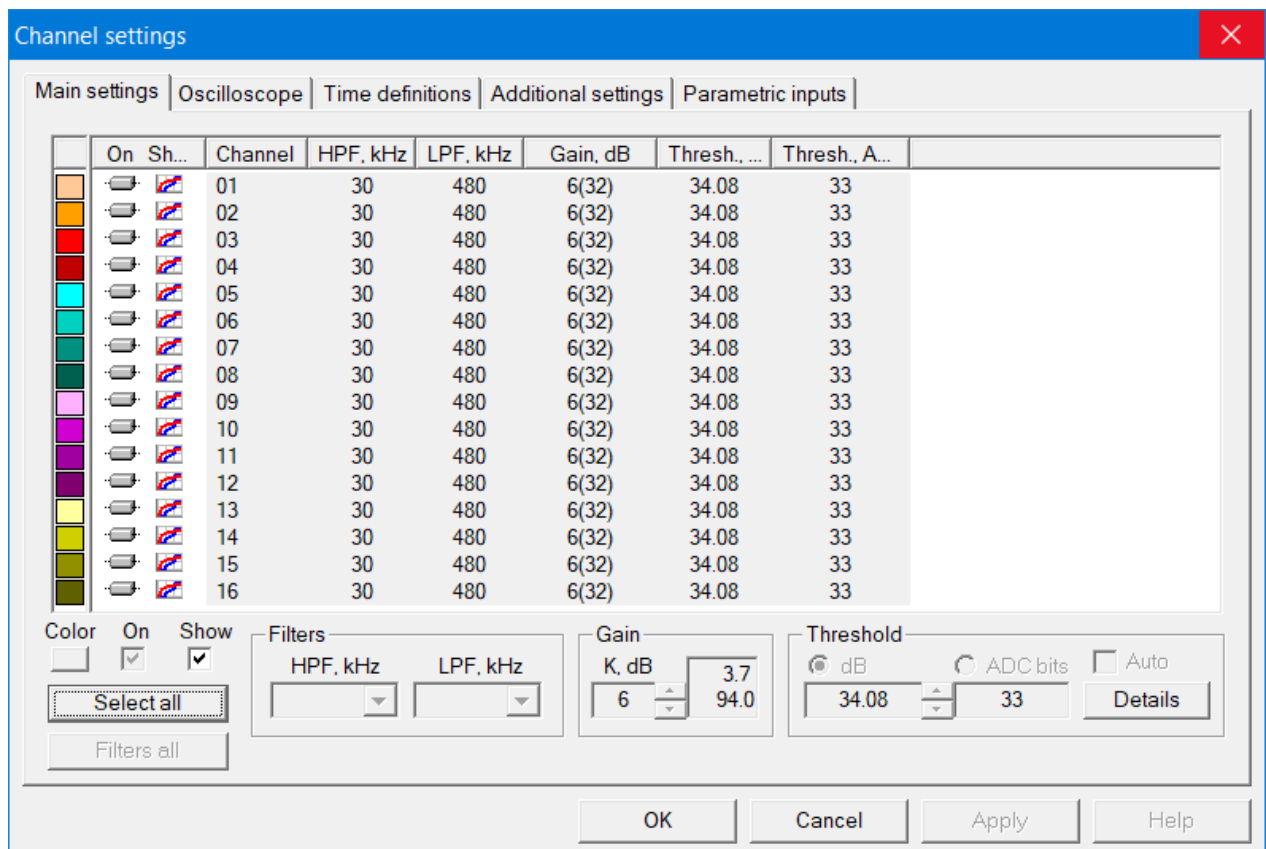 Channel settings
Main settings Oscilloscope Time definitions Additional settings Parametric inputs
On Sh... Channel HPF, kHz LPF, kHz Gain, dB Thresh., ... Thresh., A...
01 30 480 6(32) 34.08 33
02 30 480 6(32) 34.08 33
03 30 480 6(32) 34.08 33
04 30 480 6(32) 34.08 33
05 30 480 6(32) 34.08 33
06 30 480 6(32) 34.08 33
07 30 480 6(32) 34.08 33
08 30 480 6(32) 34.08 33
09 30 480 6(32) 34.08 33
10 30 480 6(32) 34.08 33
11 30 480 6(32) 34.08 33
12 30 480 6(32) 34.08 33
13 30 480 6(32) 34.08 33
14 30 480 6(32) 34.08 33
15 30 480 6(32) 34.08 33
16 30 480 6(32) 34.08 33
Color On Show Filters Gain Threshold
HPF, kHz LPF, kHz K, dB 3.7 dB ADC bits Auto
Select all 6 94.0 34.08 33 Details
Filters all
OK Cancel Apply Help